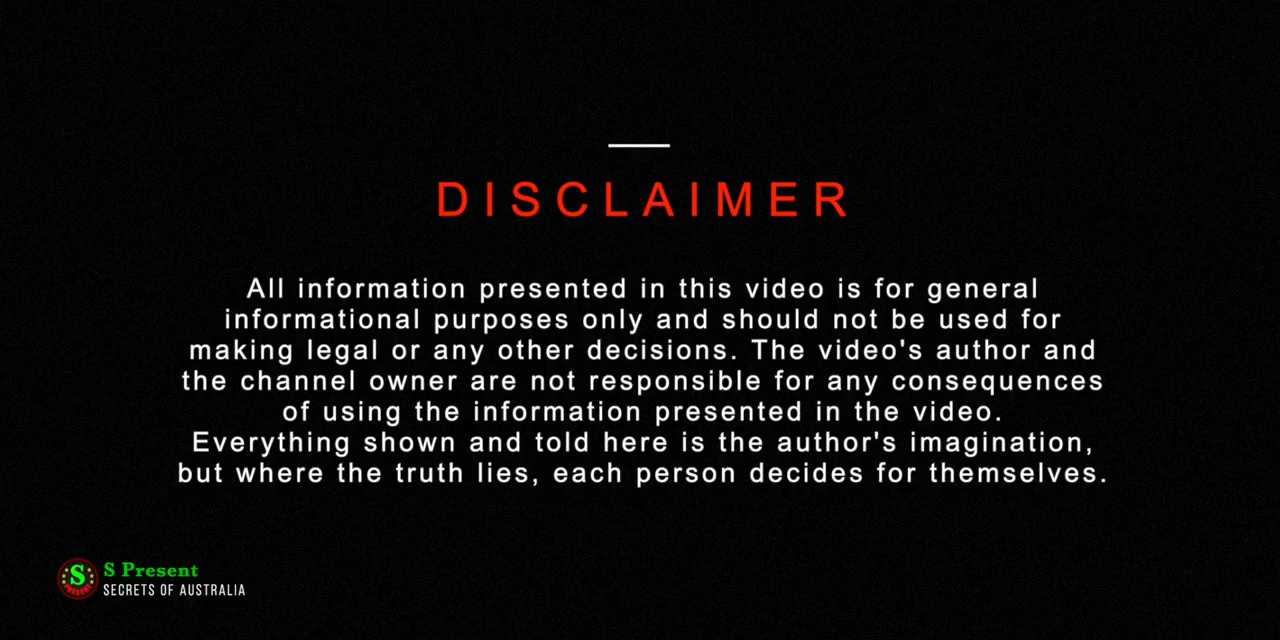 DISCLAIMER
All information presented in this video is for general
informational purposes only and should not be used for
making legal or any other decisions. The video's author and
the channel owner are not responsible for any consequences
of using the information presented in the video.
Everything shown and told here is the author's imagination,
but where the truth lies, each person decides for themselves.
S
PRESENT
S Present
SECRETS OF AUSTRALIA